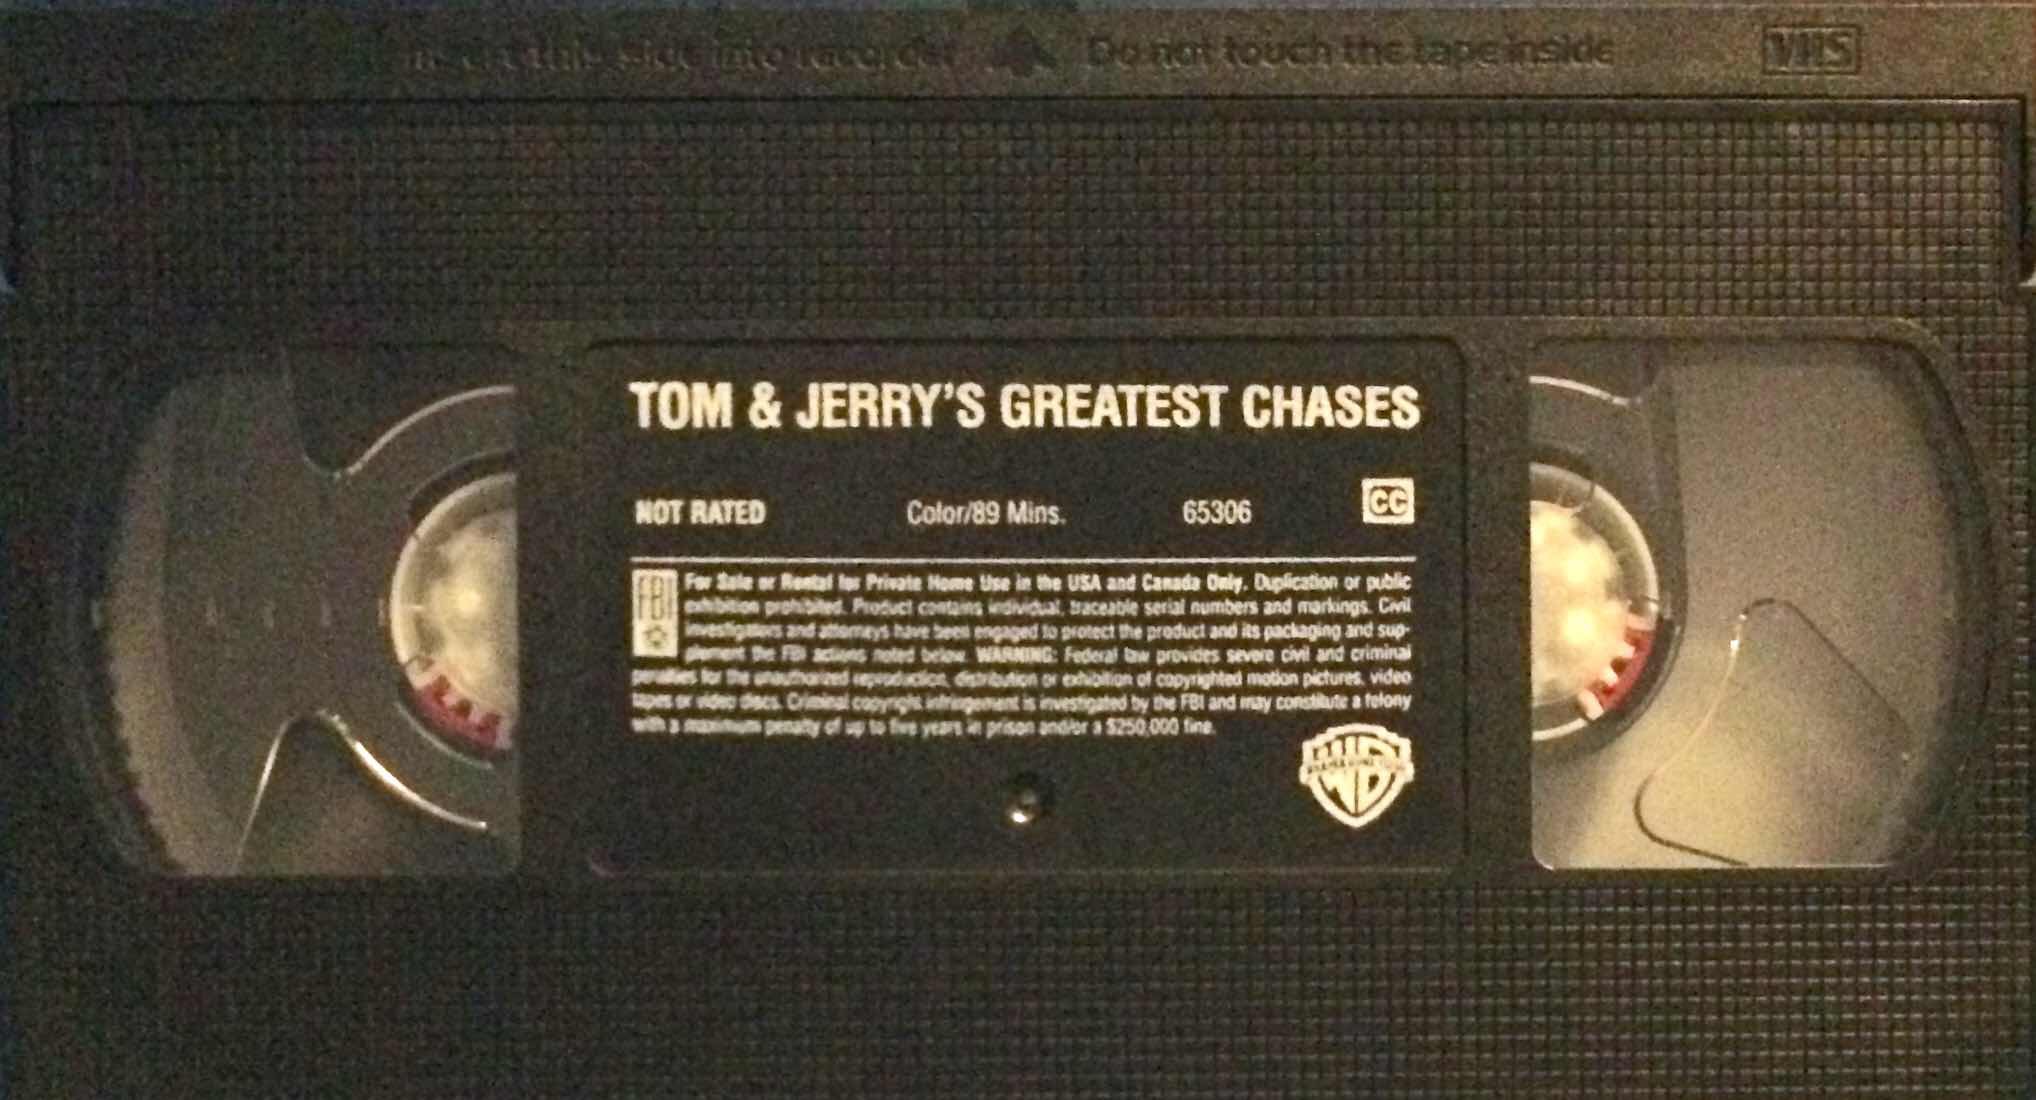 Insert this side into recorder Do not touch the tape inside VHS
TOM & JERRY'S GREATEST CHASES
NOT RATED Color/89 Mins. 65306 CC
FBI
For Sale or Rental for Private Home Use in the USA and Canada Only. Duplication or public
exhibition prohibited. Product contains individual, traceable serial numbers and markings. Civil
investigators and attorneys have been engaged to protect the product and its packaging and sup-
plement the FBI actions noted below. WARNING: Federal law provides severe civil and criminal
penalties for the unauthorized reproduction, distribution or exhibition of copyrighted motion pictures, video
tapes or video discs. Criminal copyright infringement is investigated by the FBI and may constitute a felony
with a maximum penalty of up to five years in prison and/or a $250,000 fine.
WB